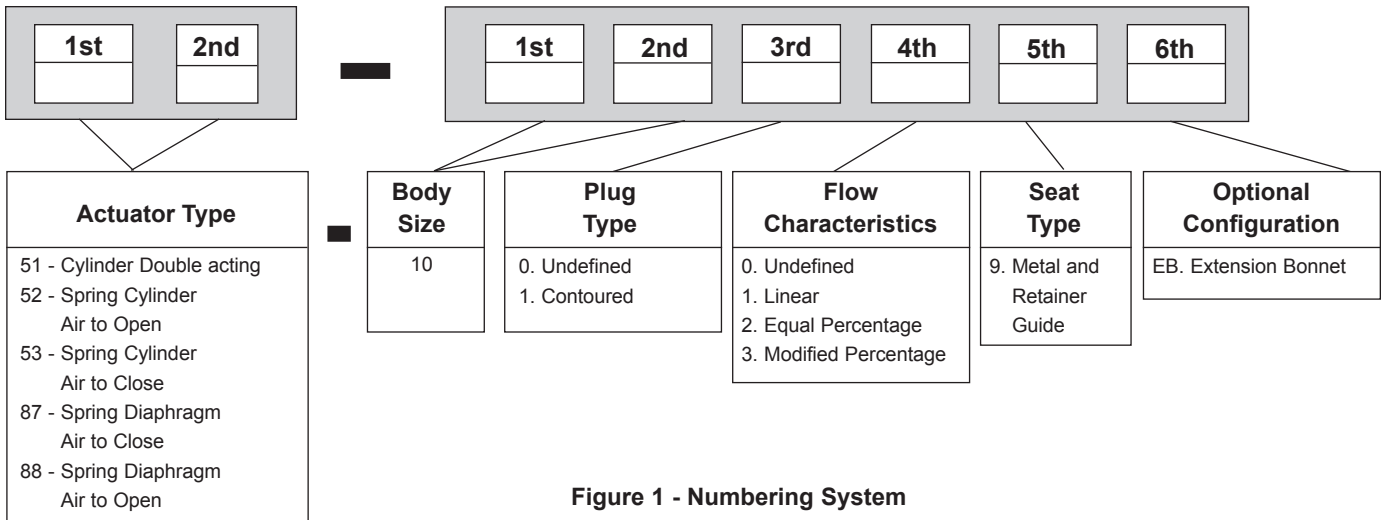 1st 2nd 1st 2nd 3rd 4th 5th 6th
Actuator Type
51 - Cylinder Double acting
52 - Spring Cylinder
Air to Open
53 - Spring Cylinder
Air to Close
87 - Spring Diaphragm
Air to Close
88 - Spring Diaphragm
Air to Open
Body
Size
10
Plug
Type
0. Undefined
1. Contoured
Flow
Characteristics
0. Undefined
1. Linear
2. Equal Percentage
3. Modified Percentage
Seat
Type
9. Metal and
Retainer
Guide
Optional
Configuration
EB. Extension Bonnet
Figure 1 - Numbering System